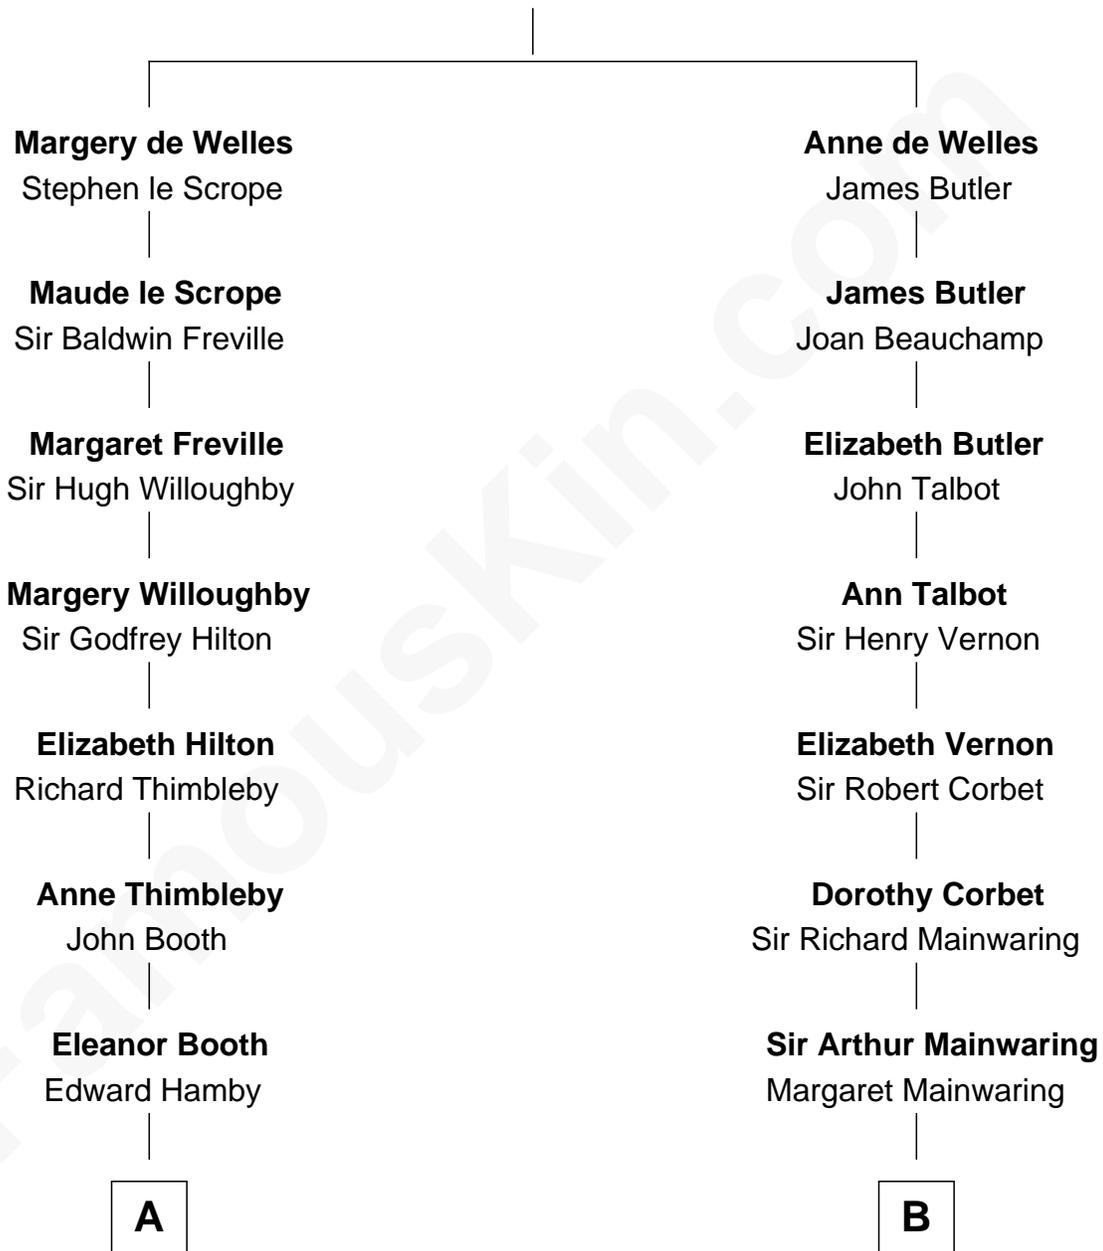 Margery de Welles
Stephen le Scrope
Maude le Scrope
Sir Baldwin Freville
Margaret Freville
Sir Hugh Willoughby
Margery Willoughby
Sir Godfrey Hilton
Elizabeth Hilton
Richard Thimbleby
Anne Thimbleby
John Booth
Eleanor Booth
Edward Hamby
A
Anne de Welles
James Butler
James Butler
Joan Beauchamp
Elizabeth Butler
John Talbot
Ann Talbot
Sir Henry Vernon
Elizabeth Vernon
Sir Robert Corbet
Dorothy Corbet
Sir Richard Mainwaring
Sir Arthur Mainwaring
Margaret Mainwaring
B
FamousKin.com